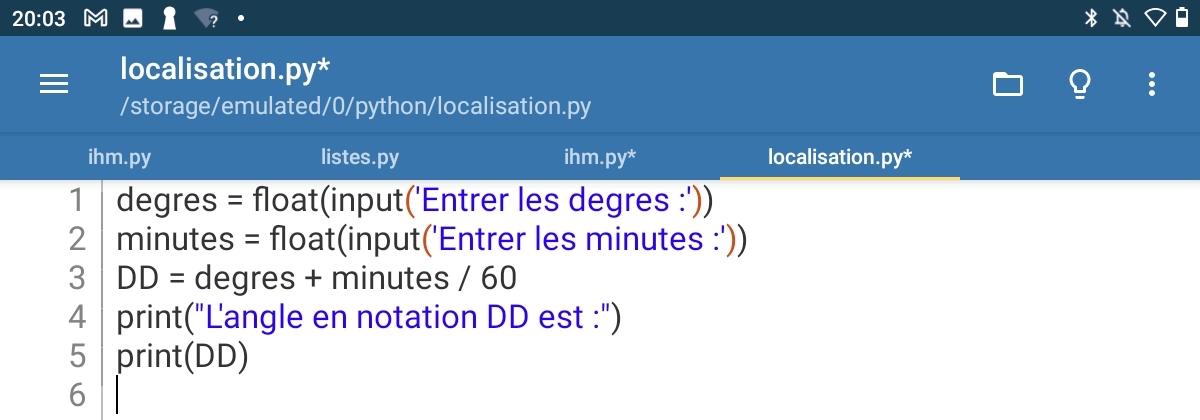 20:03
localisation.py*
/storage/emulated/0/python/localisation.py
ihm.py listes.py ihm.py* localisation.py*
1 degres = float(input('Entrer les degres :'))
2 minutes = float(input('Entrer les minutes :'))
3 DD = degres + minutes / 60
4 print("L'angle en notation DD est :")
5 print(DD)
6